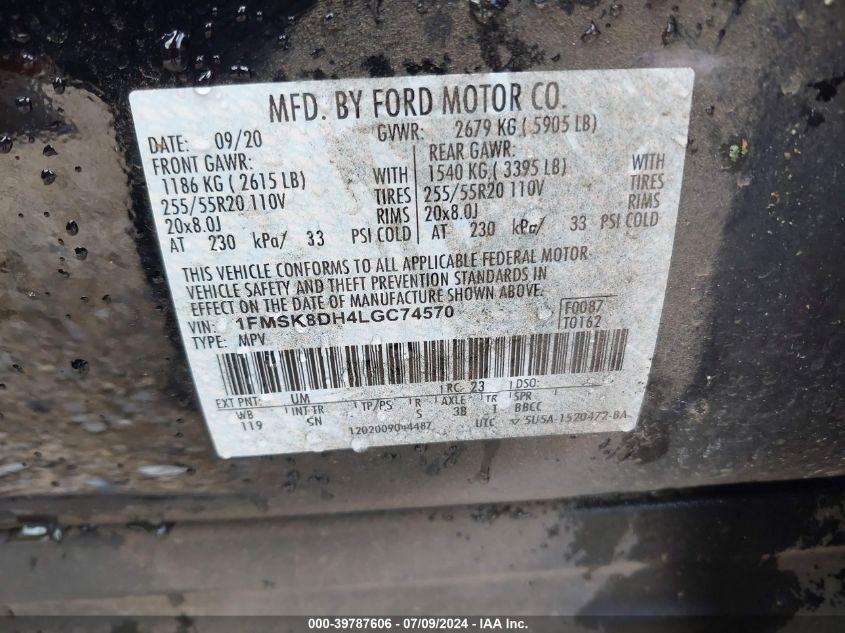 MFD. BY FORD MOTOR CO.
DATE: 09/20 GVWR: 2679 KG ( 5905 LB)
FRONT GAWR: REAR GAWR:
1186 KG ( 2615 LB) WITH 1540 KG ( 3395 LB) WITH
255/55R20 110V TIRES 255/55R20 110V TIRES
20x8.0J RIMS 20x8.0J RIMS
AT 230 kPa/ 33 PSI COLD AT 230 kPa/ 33 PSI COLD
THIS VEHICLE CONFORMS TO ALL APPLICABLE FEDERAL MOTOR
VEHICLE SAFETY AND THEFT PREVENTION STANDARDS IN
EFFECT ON THE DATE OF MANUFACTURE SHOWN ABOVE.
VIN: 1FMSK8DH4LGC74570 F0087
TYPE: MPV T0162
EXT PNT: UM RC: 23 DSO:
WB INT TR TP/PS R AXLE TR SPR
119 SN S 3B T BBCC
1202009044487 UTC 5U5A-1520472-BA
000-39787606 / 07/09/2024 - IAA Inc.